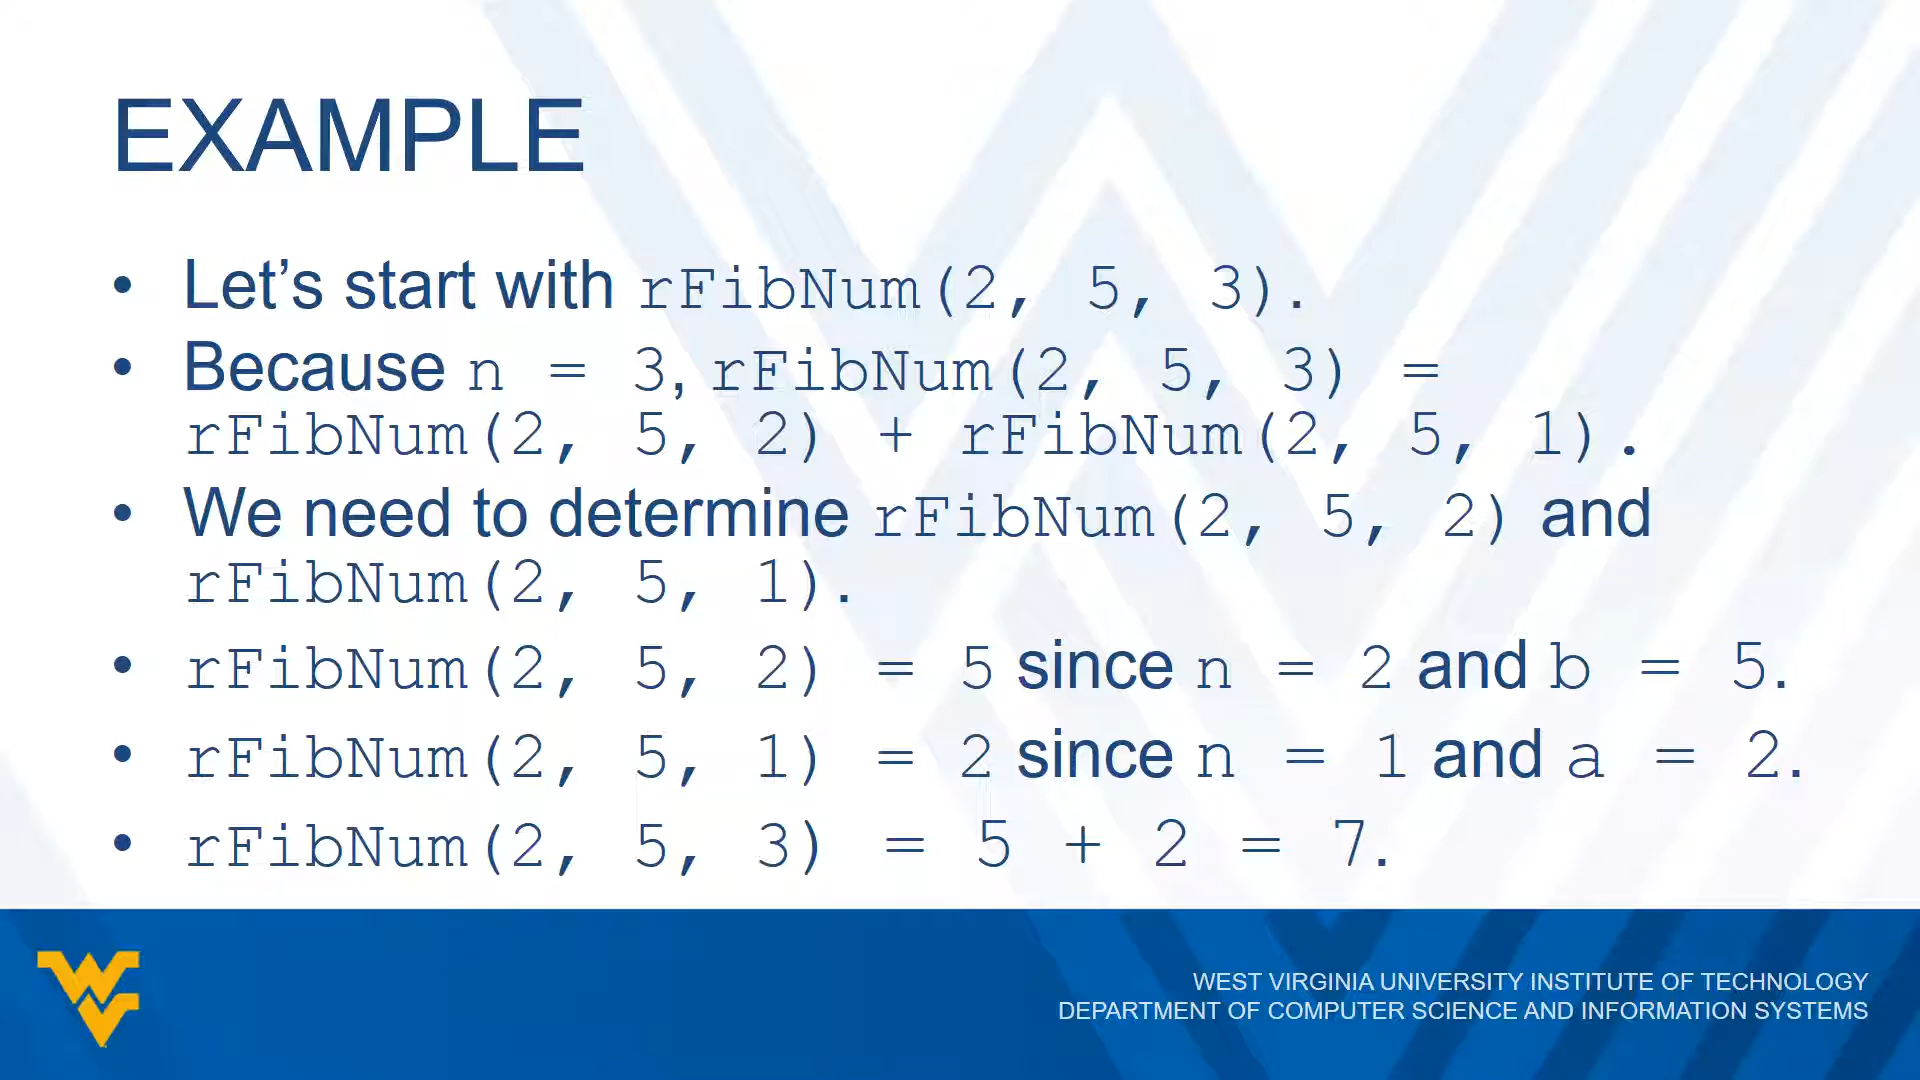 EXAMPLE
• Let’s start with rFibNum(2, 5, 3).
• Because n = 3, rFibNum(2, 5, 3) =
rFibNum(2, 5, 2) + rFibNum(2, 5, 1).
• We need to determine rFibNum(2, 5, 2) and
rFibNum(2, 5, 1).
• rFibNum(2, 5, 2) = 5 since n = 2 and b = 5.
• rFibNum(2, 5, 1) = 2 since n = 1 and a = 2.
• rFibNum(2, 5, 3) = 5 + 2 = 7.
WEST VIRGINIA UNIVERSITY INSTITUTE OF TECHNOLOGY
DEPARTMENT OF COMPUTER SCIENCE AND INFORMATION SYSTEMS